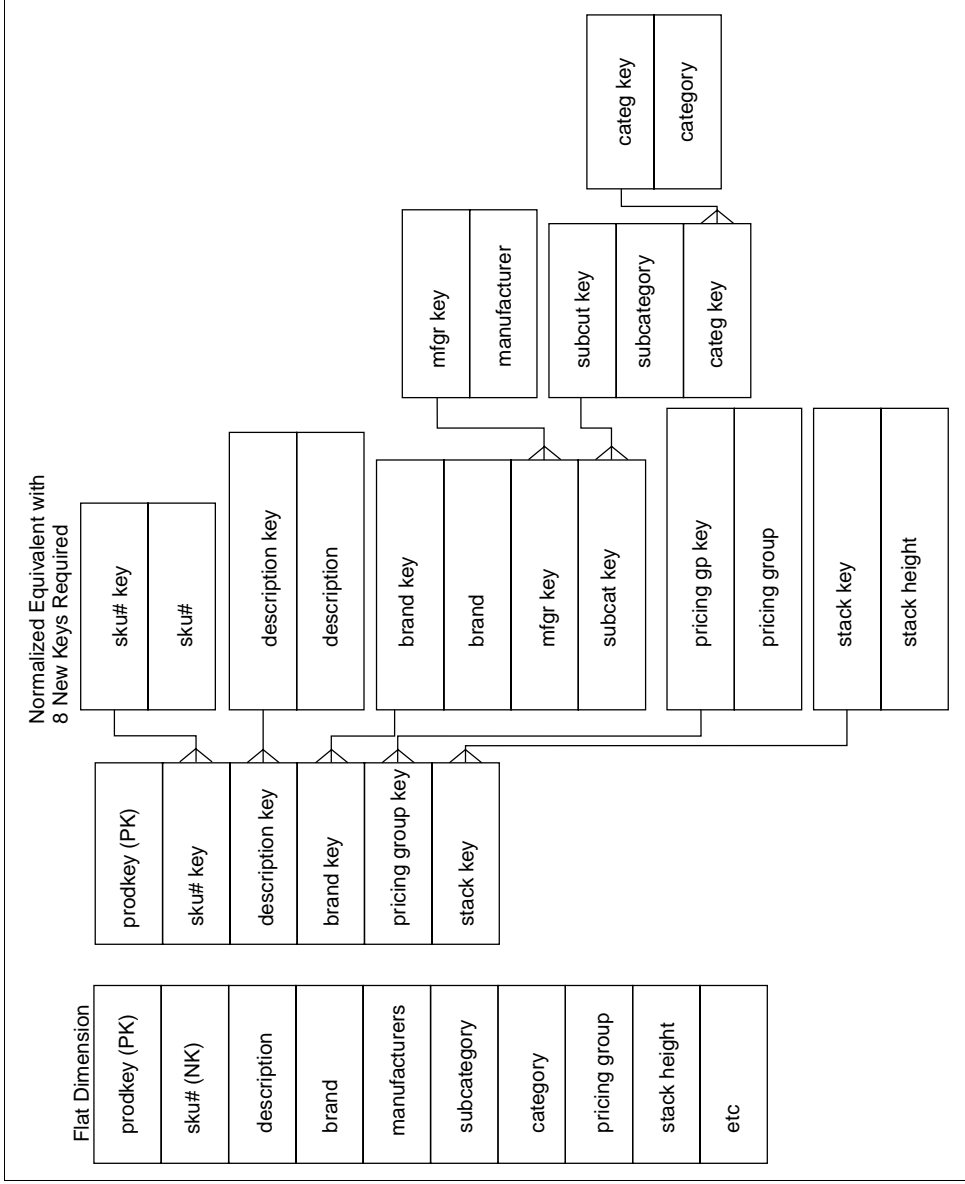 Flat Dimension
prodkey (PK)
sku# (NK)
description
brand
manufacturers
subcategory
category
pricing group
stack height
etc
Normalized Equivalent with
8 New Keys Required
prodkey (PK)
sku# key
description key
brand key
pricing group key
stack key
sku# key
sku#
description key
description
brand key
brand
mfgr key
subcat key
pricing gp key
pricing group
stack key
stack height
mfgr key
manufacturer
subcut key
subcategory
categ key
categ key
category